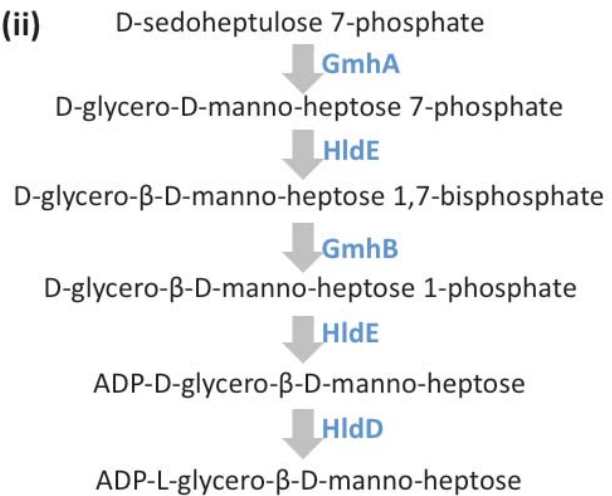 (ii) D-sedoheptulose 7-phosphate
GmhA
D-glycero-D-manno-heptose 7-phosphate
HldE
D-glycero-β-D-manno-heptose 1,7-bisphosphate
GmhB
D-glycero-β-D-manno-heptose 1-phosphate
HldE
ADP-D-glycero-β-D-manno-heptose
HldD
ADP-L-glycero-β-D-manno-heptose